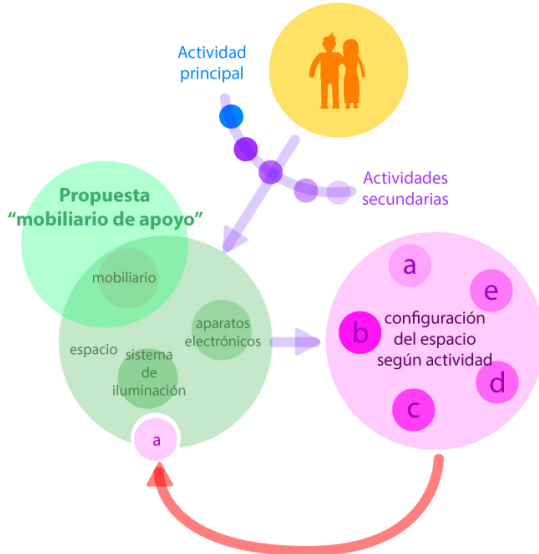 Actividad
principal
Actividades
secundarias
Propuesta
“mobiliario de apoyo”
mobiliario
aparatos
electrónicos
espacio
sistema
de
iluminación
a
a
e
b
configuración
del espacio
según actividad
d
c